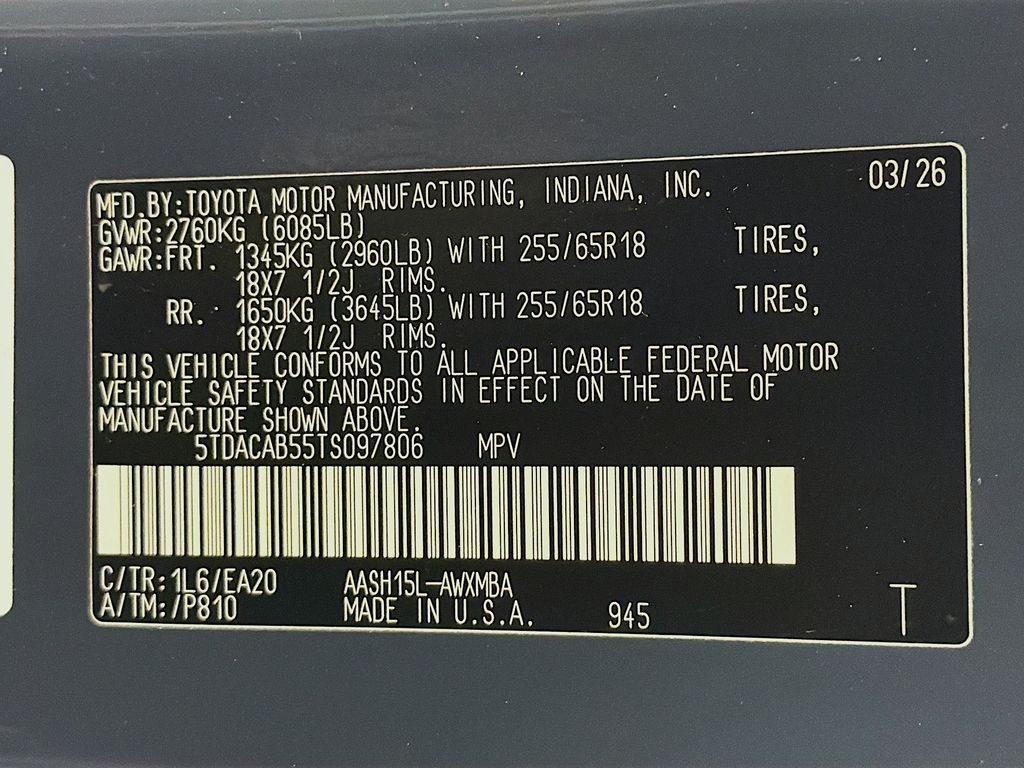 03/26
MFD.BY:TOYOTA MOTOR MANUFACTURING, INDIANA, INC.
GVWR:2760KG (6085LB)
GAWR:FRT. 1345KG (2960LB) WITH 255/65R18 TIRES,
18X7 1/2J RIMS.
RR. 1650KG (3645LB) WITH 255/65R18 TIRES,
18X7 1/2J RIMS.
THIS VEHICLE CONFORMS TO ALL APPLICABLE FEDERAL MOTOR
VEHICLE SAFETY STANDARDS IN EFFECT ON THE DATE OF
MANUFACTURE SHOWN ABOVE.
5TDACAB55TS097806 MPV
C/TR:1L6/EA20 AASH15L-AWXMBA
A/TM:/P810 MADE IN U.S.A. 945 T